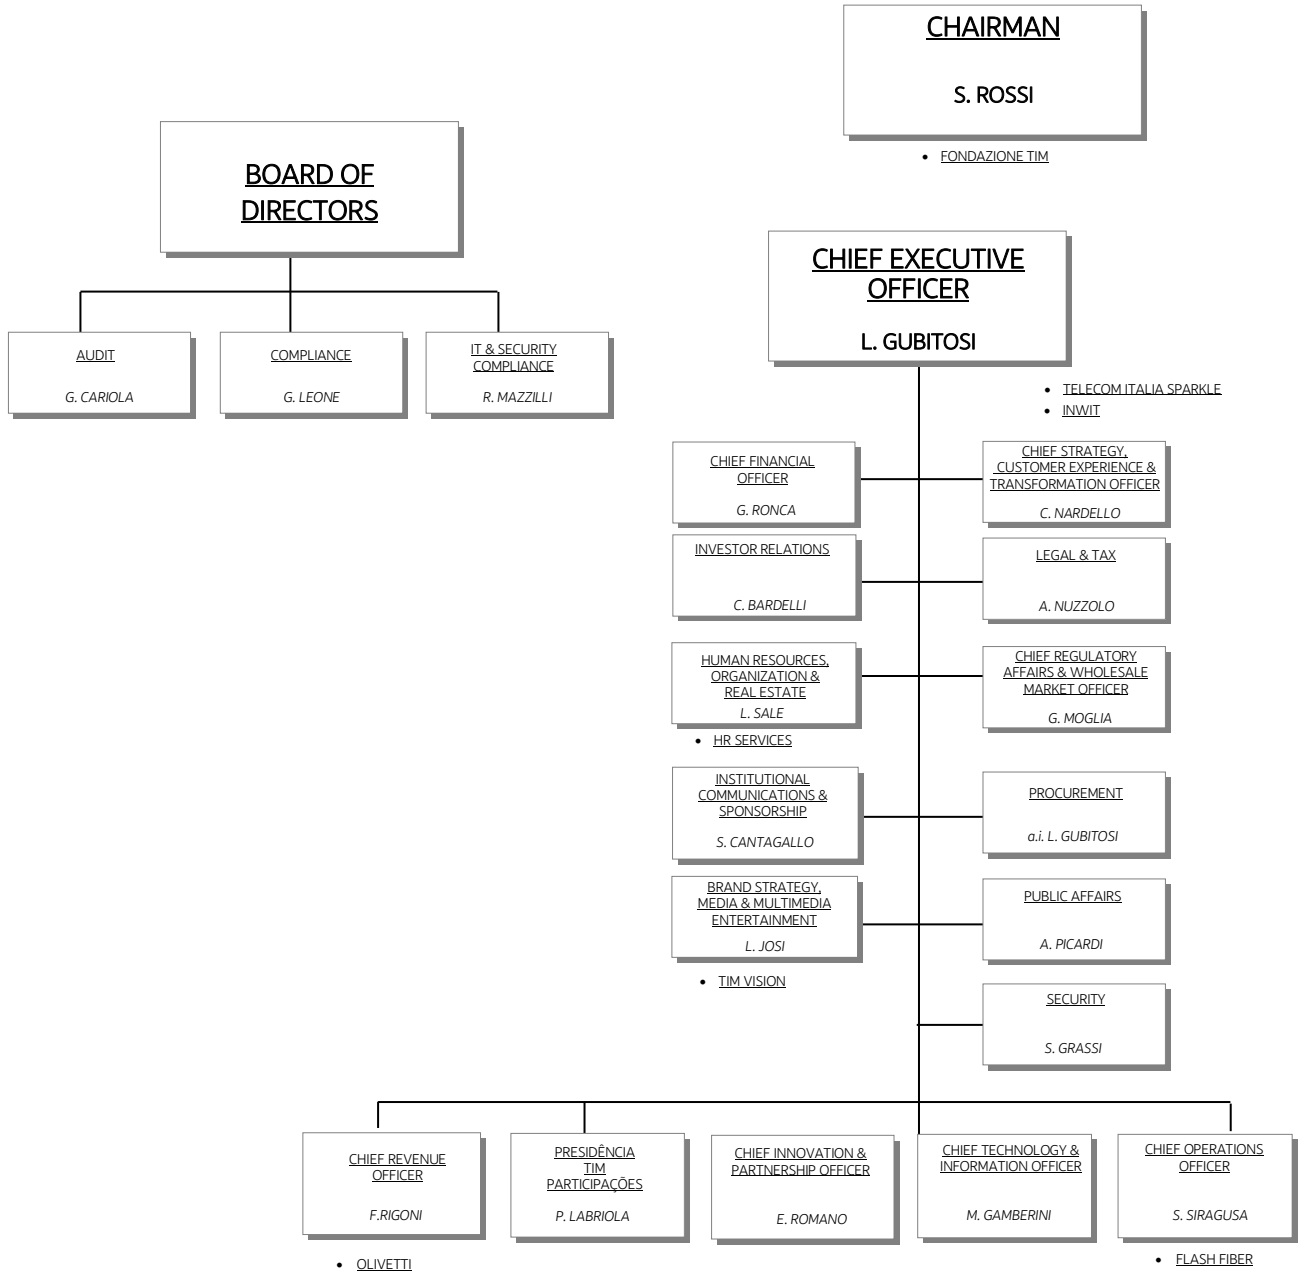 CHAIRMAN
S. ROSSI
• FONDAZIONE TIM
BOARD OF
DIRECTORS
AUDIT
G. CARIOLA
COMPLIANCE
G. LEONE
IT & SECURITY
COMPLIANCE
R. MAZZILLI
CHIEF EXECUTIVE
OFFICER
L. GUBITOSI
• TELECOM ITALIA SPARKLE
• INWIT
CHIEF FINANCIAL
OFFICER
G. RONCA
CHIEF STRATEGY,
CUSTOMER EXPERIENCE &
TRANSFORMATION OFFICER
C. NARDELLO
INVESTOR RELATIONS
C. BARDELLI
LEGAL & TAX
A. NUZZOLO
HUMAN RESOURCES,
ORGANIZATION &
REAL ESTATE
L. SALE
• HR SERVICES
CHIEF REGULATORY
AFFAIRS & WHOLESALE
MARKET OFFICER
G. MOGLIA
INSTITUTIONAL
COMMUNICATIONS &
SPONSORSHIP
S. CANTAGALLO
PROCUREMENT
a.i. L. GUBITOSI
BRAND STRATEGY,
MEDIA & MULTIMEDIA
ENTERTAINMENT
L. JOSI
• TIM VISION
PUBLIC AFFAIRS
A. PICARDI
SECURITY
S. GRASSI
CHIEF REVENUE
OFFICER
F.RIGONI
• OLIVETTI
PRESIDÊNCIA
TIM
PARTICIPAÇÕES
P. LABRIOLA
CHIEF INNOVATION &
PARTNERSHIP OFFICER
E. ROMANO
CHIEF TECHNOLOGY &
INFORMATION OFFICER
M. GAMBERINI
CHIEF OPERATIONS
OFFICER
S. SIRAGUSA
• FLASH FIBER